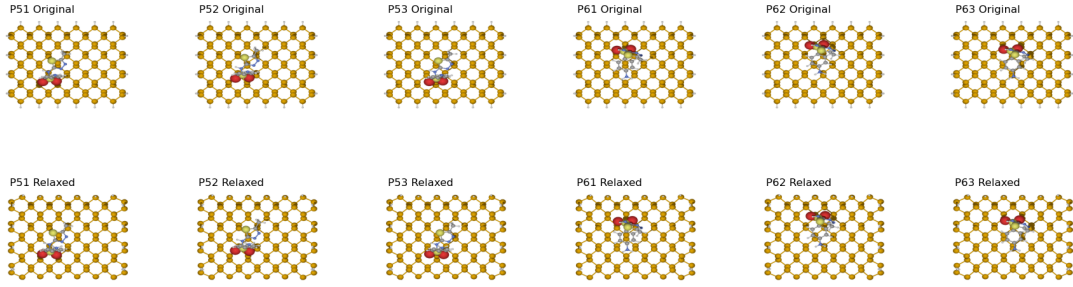 P51 Original
P52 Original
P53 Original
P61 Original
P62 Original
P63 Original
P51 Relaxed
P52 Relaxed
P53 Relaxed
P61 Relaxed
P62 Relaxed
P63 Relaxed